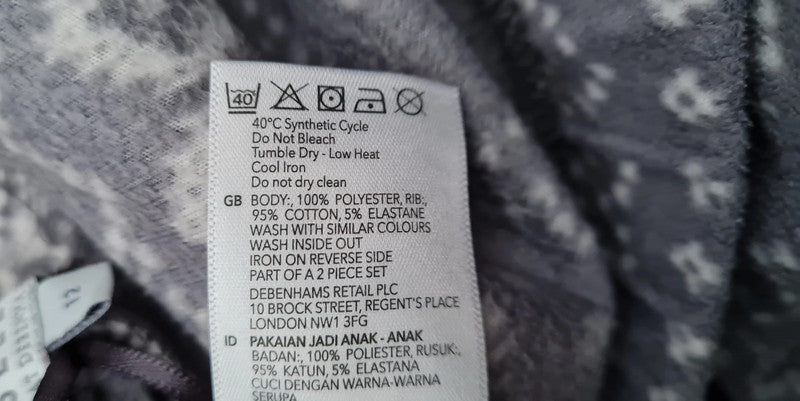 40
40°C Synthetic Cycle
Do Not Bleach
Tumble Dry - Low Heat
Cool Iron
Do not dry clean
GB BODY:, 100% POLYESTER, RIB:,
95% COTTON, 5% ELASTANE
WASH WITH SIMILAR COLOURS
WASH INSIDE OUT
IRON ON REVERSE SIDE
PART OF A 2 PIECE SET
DEBENHAMS RETAIL PLC
10 BROCK STREET, REGENT'S PLACE
LONDON NW1 3FG
ID PAKAIAN JADI ANAK - ANAK
BADAN:, 100% POLYESTER, RUSUK:,
95% KATUN, 5% ELASTANA
CUCI DENGAN WARNA-WARNA
SERUPA
12